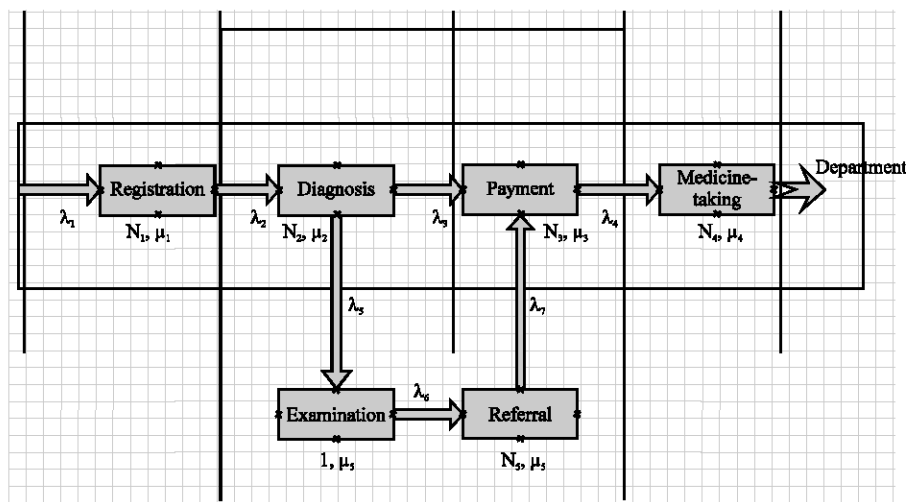 Registration
Diagnosis
Payment
Medicine-
taking
Department
λ₁
λ₂
λ₃
λ₄
N₁, μ₁
N₂, μ₂
N₃, μ₃
N₄, μ₄
λ₅
λ₇
Examination
λ₆
Referral
1, μ₅
N₅, μ₅